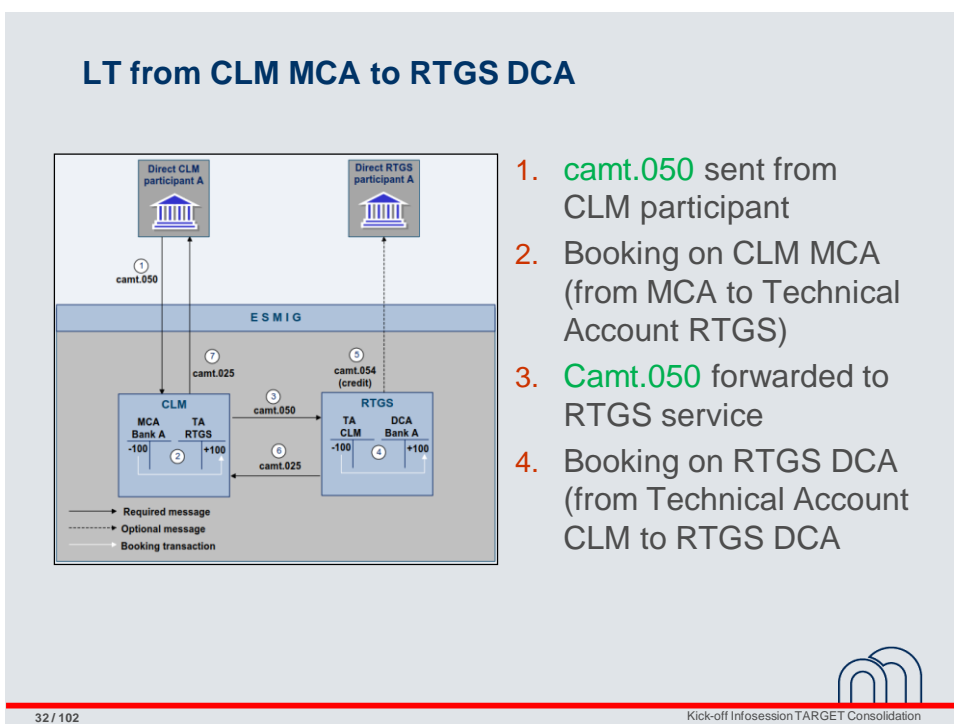 LT from CLM MCA to RTGS DCA
Direct CLM
participant A
Direct RTGS
participant A
1
camt.050
E S M I G
7
camt.025
5
camt.054
(credit)
CLM
MCA
Bank A
TA
RTGS
-100
2
+100
3
camt.050
6
camt.025
RTGS
TA
CLM
DCA
Bank A
-100
4
+100
Required message
Optional message
Booking transaction
1. camt.050 sent from
CLM participant
2. Booking on CLM MCA
(from MCA to Technical
Account RTGS)
3. Camt.050 forwarded to
RTGS service
4. Booking on RTGS DCA
(from Technical Account
CLM to RTGS DCA
32 / 102
Kick-off Infosession TARGET Consolidation